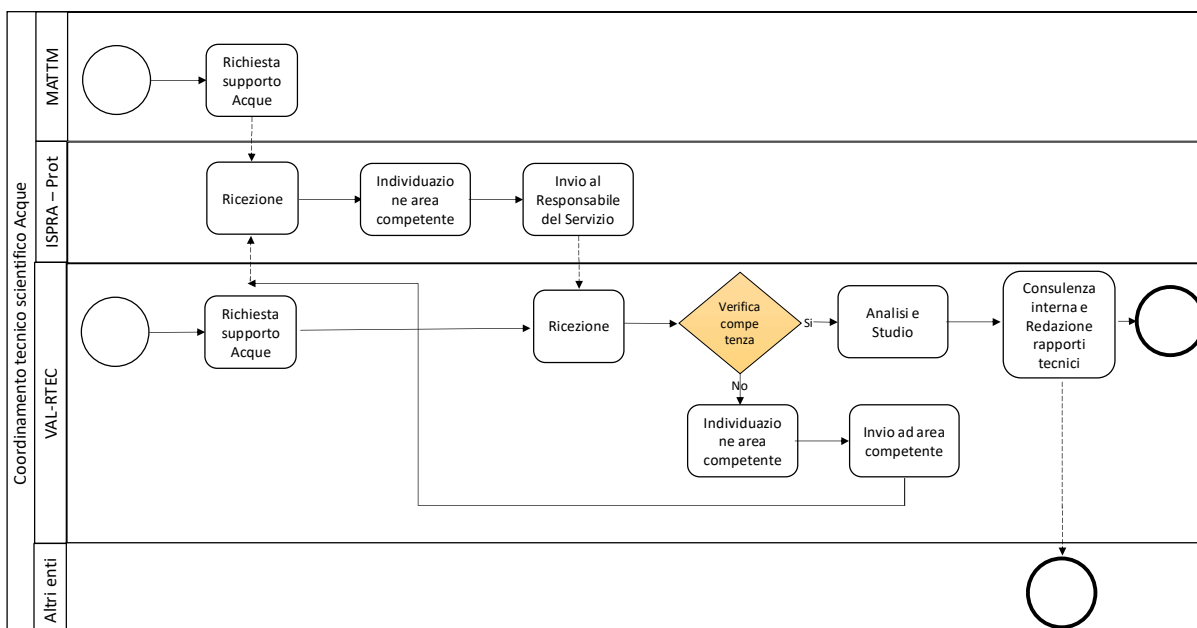 Coordinamento tecnico scientifico Acque
MATTM
Richiesta
supporto
Acque
ISPRA – Prot
Ricezione
Individuazio
ne area
competente
Invio al
Responsabile
del Servizio
VAL-RTEC
Richiesta
supporto
Acque
Ricezione
Verifica
compe
tenza
Si
No
Analisi e
Studio
Consulenza
interna e
Redazione
rapporti
tecnici
Individuazio
ne area
competente
Invio ad area
competente
Altri enti